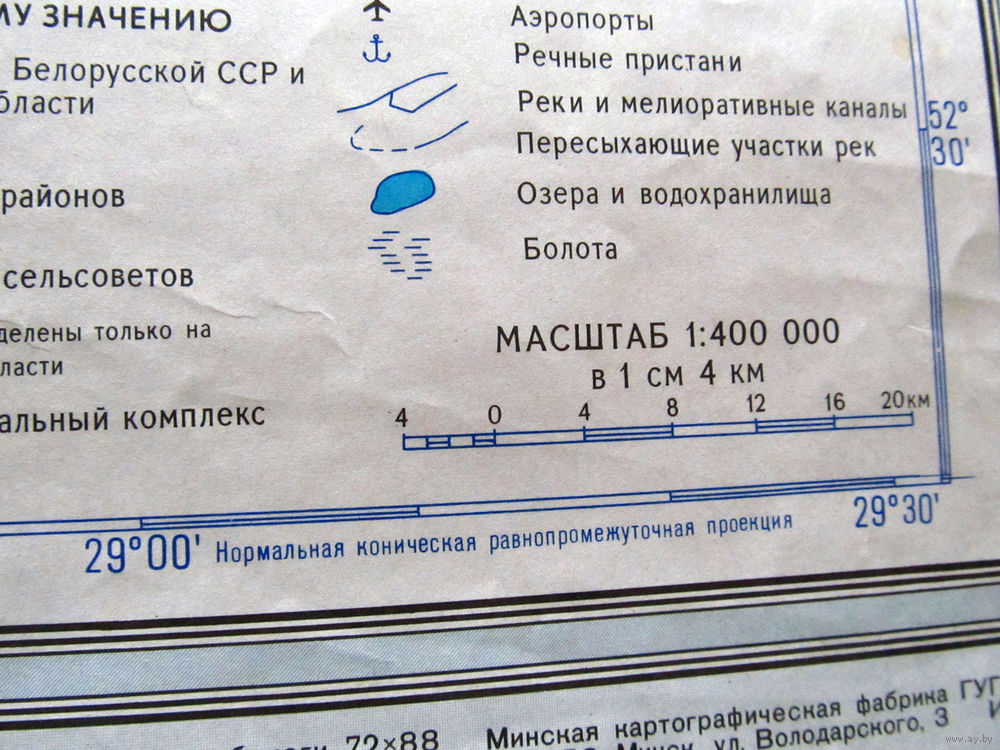 МУ ЗНАЧЕНИЮ
Белорусской ССР и
бласти
районов
сельсоветов
делены только на
ласти
альный комплекс
Аэропорты
Речные пристани
Реки и мелиоративные каналы
Пересыхающие участки рек
Озера и водохранилища
Болота
52°
30'
МАСШТАБ 1:400 000
в 1 см 4 км
4 0 4 8 12 16 20км
29°00' Нормальная коническая равнопромежуточная проекция 29°30'
72×88
Минская картографическая фабрика ГУГ
Минск, ул. Володарского, 3
www.ay.by